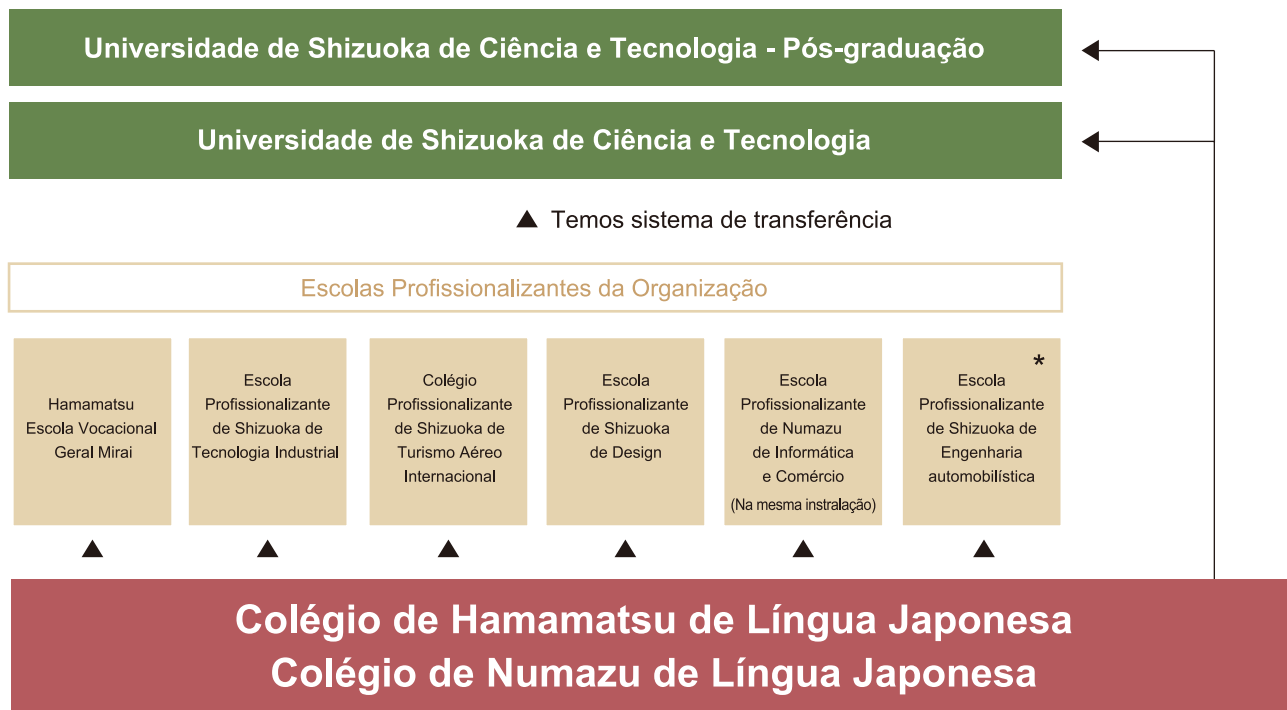 Universidade de Shizuoka de Ciência e Tecnologia - Pós-graduação
Universidade de Shizuoka de Ciência e Tecnologia
▲ Temos sistema de transferência
Escolas Profissionalizantes da Organização
Hamamatsu
Escola Vocacional
Geral Mirai
Escola
Profissionalizante
de Shizuoka de
Tecnologia Industrial
Colégio
Profissionalizante
de Shizuoka de
Turismo Aéreo
Internacional
Escola
Profissionalizante
de Shizuoka
de Design
Escola
Profissionalizante
de Numazu
de Informática
e Comércio
(Na mesma instralação)
*
Escola
Profissionalizante
de Shizuoka de
Engenharia
automobilística
Colégio de Hamamatsu de Língua Japonesa
Colégio de Numazu de Língua Japonesa